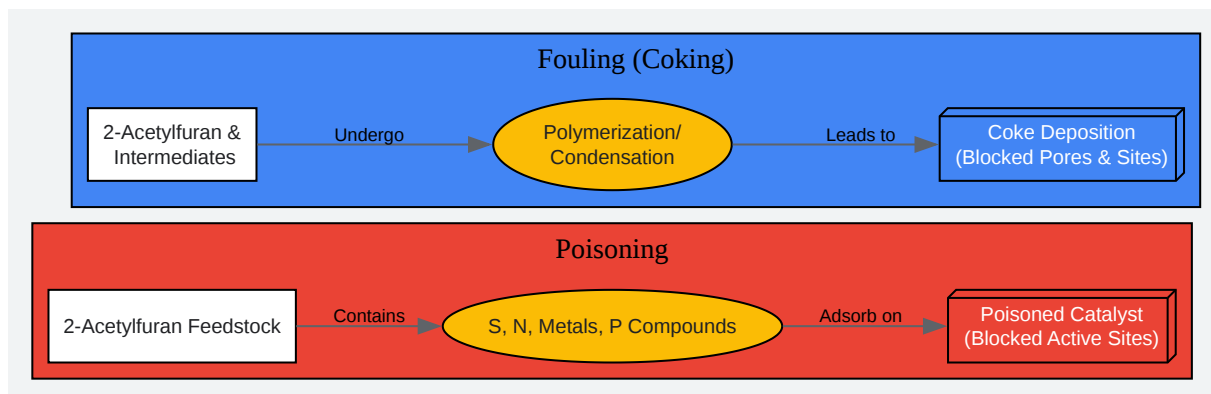 Fouling (Coking)
2-Acetylfuran &
Intermediates
Undergo
Polymerization/
Condensation
Leads to
Coke Deposition
(Blocked Pores & Sites)
Poisoning
2-Acetylfuran Feedstock
Contains
S, N, Metals, P Compounds
Adsorb on
Poisoned Catalyst
(Blocked Active Sites)